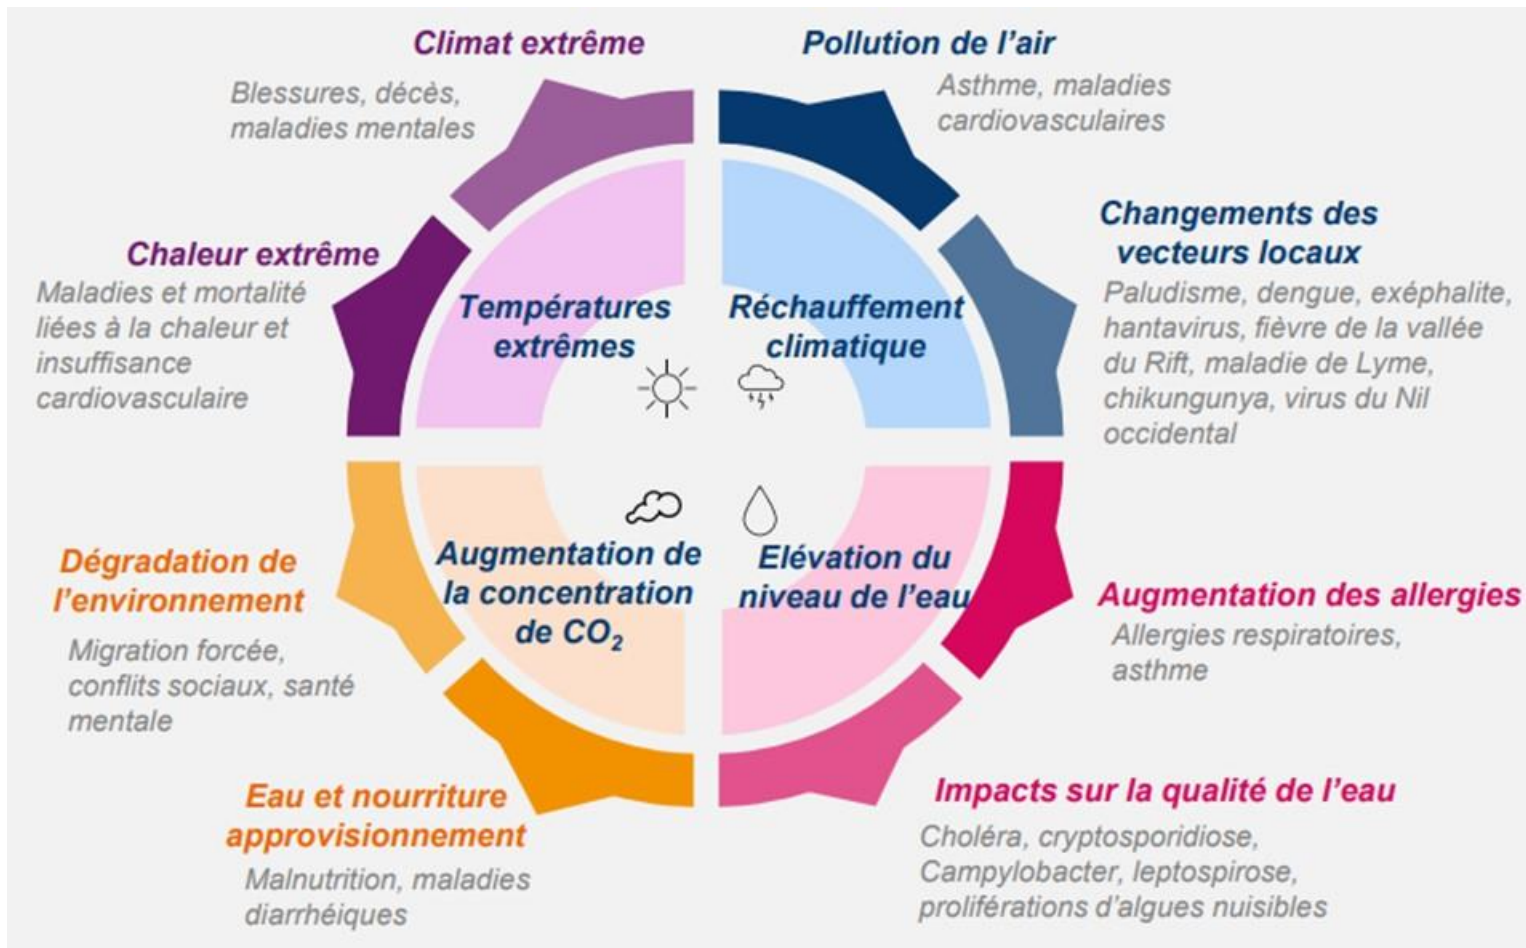 Climat extrême
Blessures, décès,
maladies mentales
Pollution de l'air
Asthme, maladies
cardiovasculaires
Chaleur extrême
Maladies et mortalité
liées à la chaleur et
insuffisance
cardiovasculaire
Changements des
vecteurs locaux
Paludisme, dengue, exéphalite,
hantavirus, fièvre de la vallée
du Rift, maladie de Lyme,
chikungunya, virus du Nil
occidental
Températures
extrêmes
Réchauffement
climatique
Augmentation de
la concentration
de CO₂
Elévation du
niveau de l'eau
Dégradation de
l'environnement
Migration forcée,
conflits sociaux, santé
mentale
Augmentation des allergies
Allergies respiratoires,
asthme
Eau et nourriture
approvisionnement
Malnutrition, maladies
diarrhéiques
Impacts sur la qualité de l'eau
Choléra, cryptosporidiose,
Campylobacter, leptospirose,
proliférations d'algues nuisibles